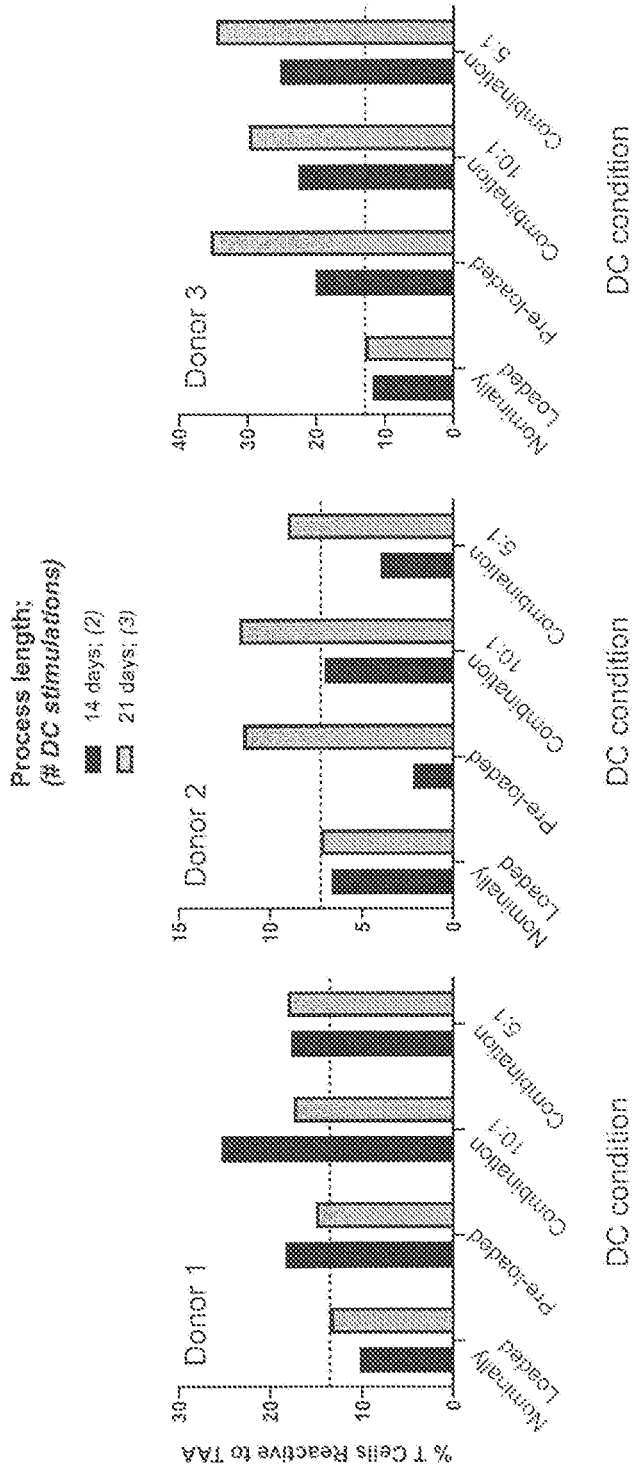 Process length;
(# DC stimulations)
14 days; (2)
21 days; (3)
% T Cells Reactive to TAA
Donor 1
30
20
10
0
Nominally
Loaded
Pre-loaded
Combination
10:1
Combination
5:1
DC condition
Donor 2
15
10
5
0
Nominally
Loaded
Pre-loaded
Combination
10:1
Combination
5:1
DC condition
Donor 3
40
30
20
10
0
Nominally
Loaded
Pre-loaded
Combination
10:1
Combination
5:1
DC condition